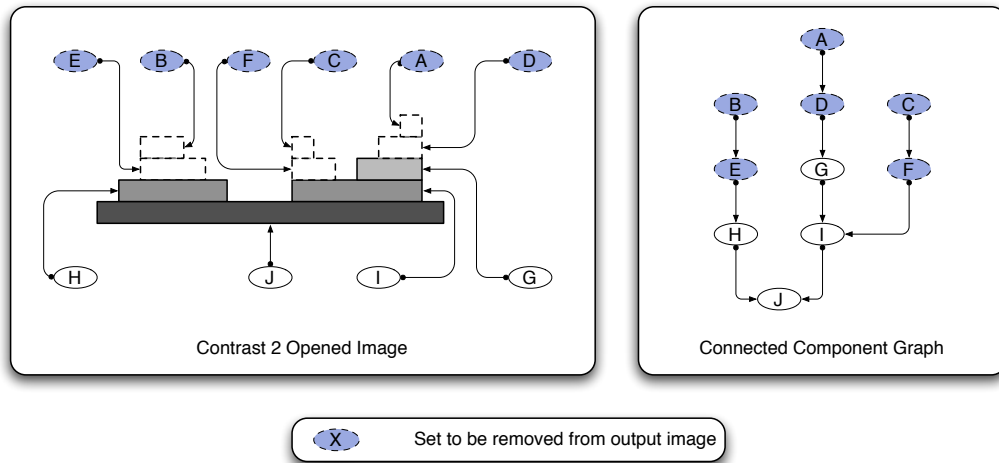 E B F C A D
H J I G
Contrast 2 Opened Image
A
B D C
E G F
H I
J
Connected Component Graph
X Set to be removed from output image